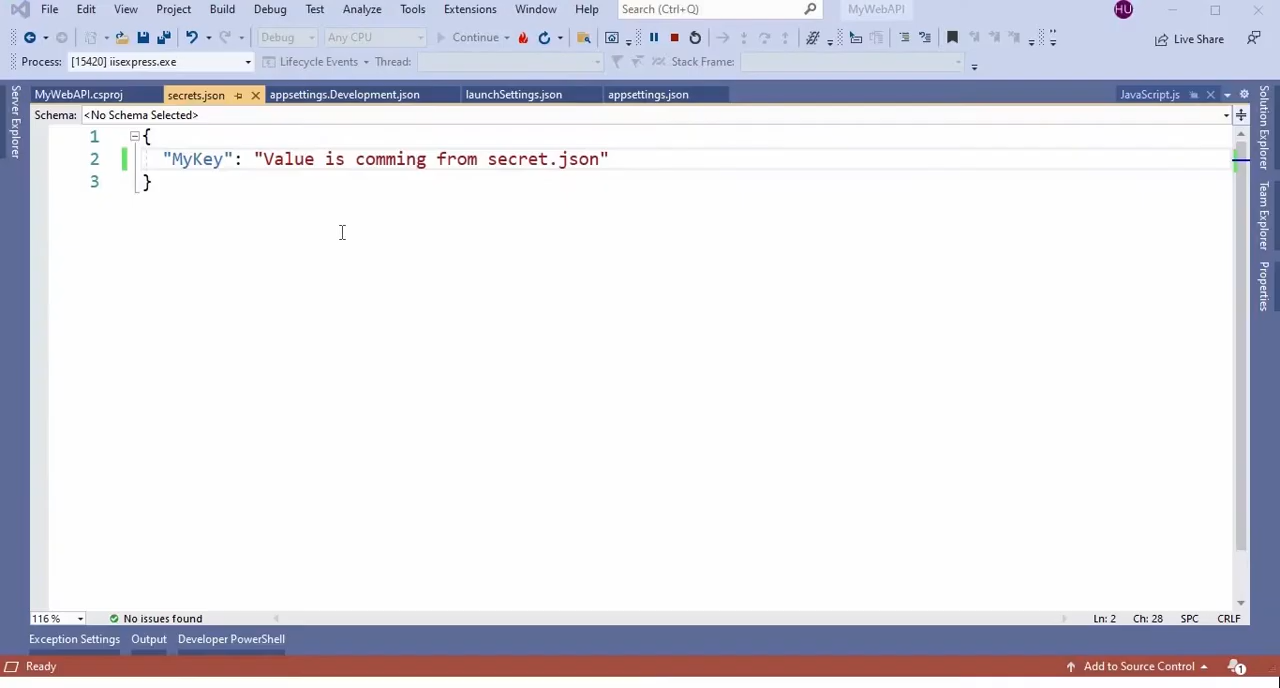 File Edit View Project Build Debug Test Analyze Tools Extensions Window Help Search (Ctrl+Q) MyWebAPI HU
Debug Any CPU Continue Live Share
Process: [15420] iisexpress.exe Lifecycle Events Thread: Stack Frame:
MyWebAPI.csproj secrets.json appsettings.Development.json launchSettings.json appsettings.json JavaScript.js
Schema: <No Schema Selected>
1 {
2 "MyKey": "Value is comming from secret.json"
3 }
Server Explorer
Solution Explorer
Team Explorer
Properties
116 % No issues found Ln: 2 Ch: 28 SPC CRLF
Exception Settings Output Developer PowerShell
Ready Add to Source Control 1